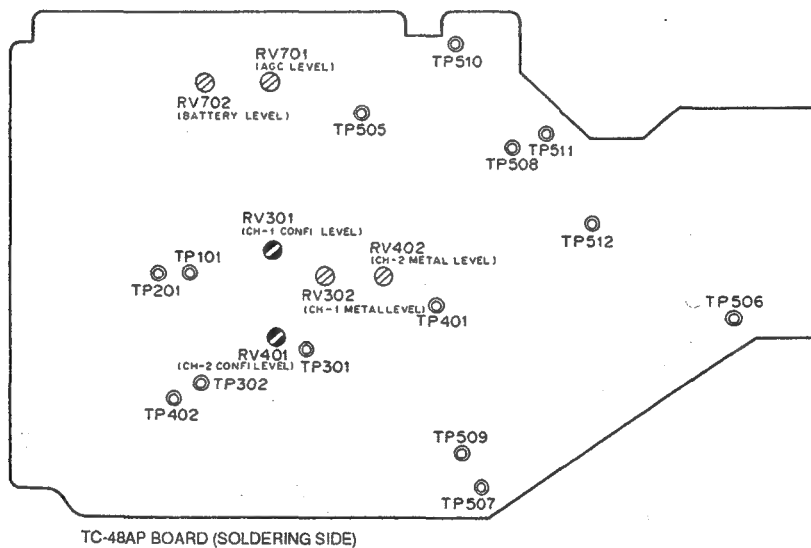 RV701
(AGC LEVEL)
TP510
RV702
(BATTERY LEVEL)
TP505
TP511
TP508
RV301
(CH-1 CONFI LEVEL)
RV402
(CH-2 METAL LEVEL)
TP512
TP101
TP201
RV302
(CH-1 METAL LEVEL)
TP401
TP506
RV401
(CH-2 CONFI LEVEL)
TP301
TP302
TP402
TP509
TP507
TC-48AP BOARD (SOLDERING SIDE)